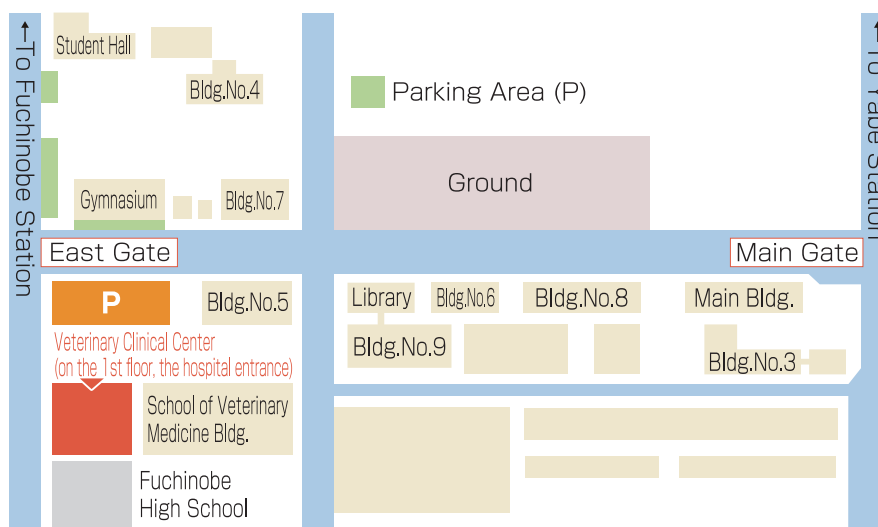 ←To Fuchinobe Station
Student Hall
Bldg.No.4
Parking Area (P)
←To Yabe Station
Gymnasium
Bldg.No.7
Ground
East Gate
Main Gate
P
Bldg.No.5
Library
Bldg.No.6
Bldg.No.8
Main Bldg.
Bldg.No.9
Bldg.No.3
Veterinary Clinical Center
(on the 1st floor, the hospital entrance)
School of Veterinary
Medicine Bldg.
Fuchinobe
High School